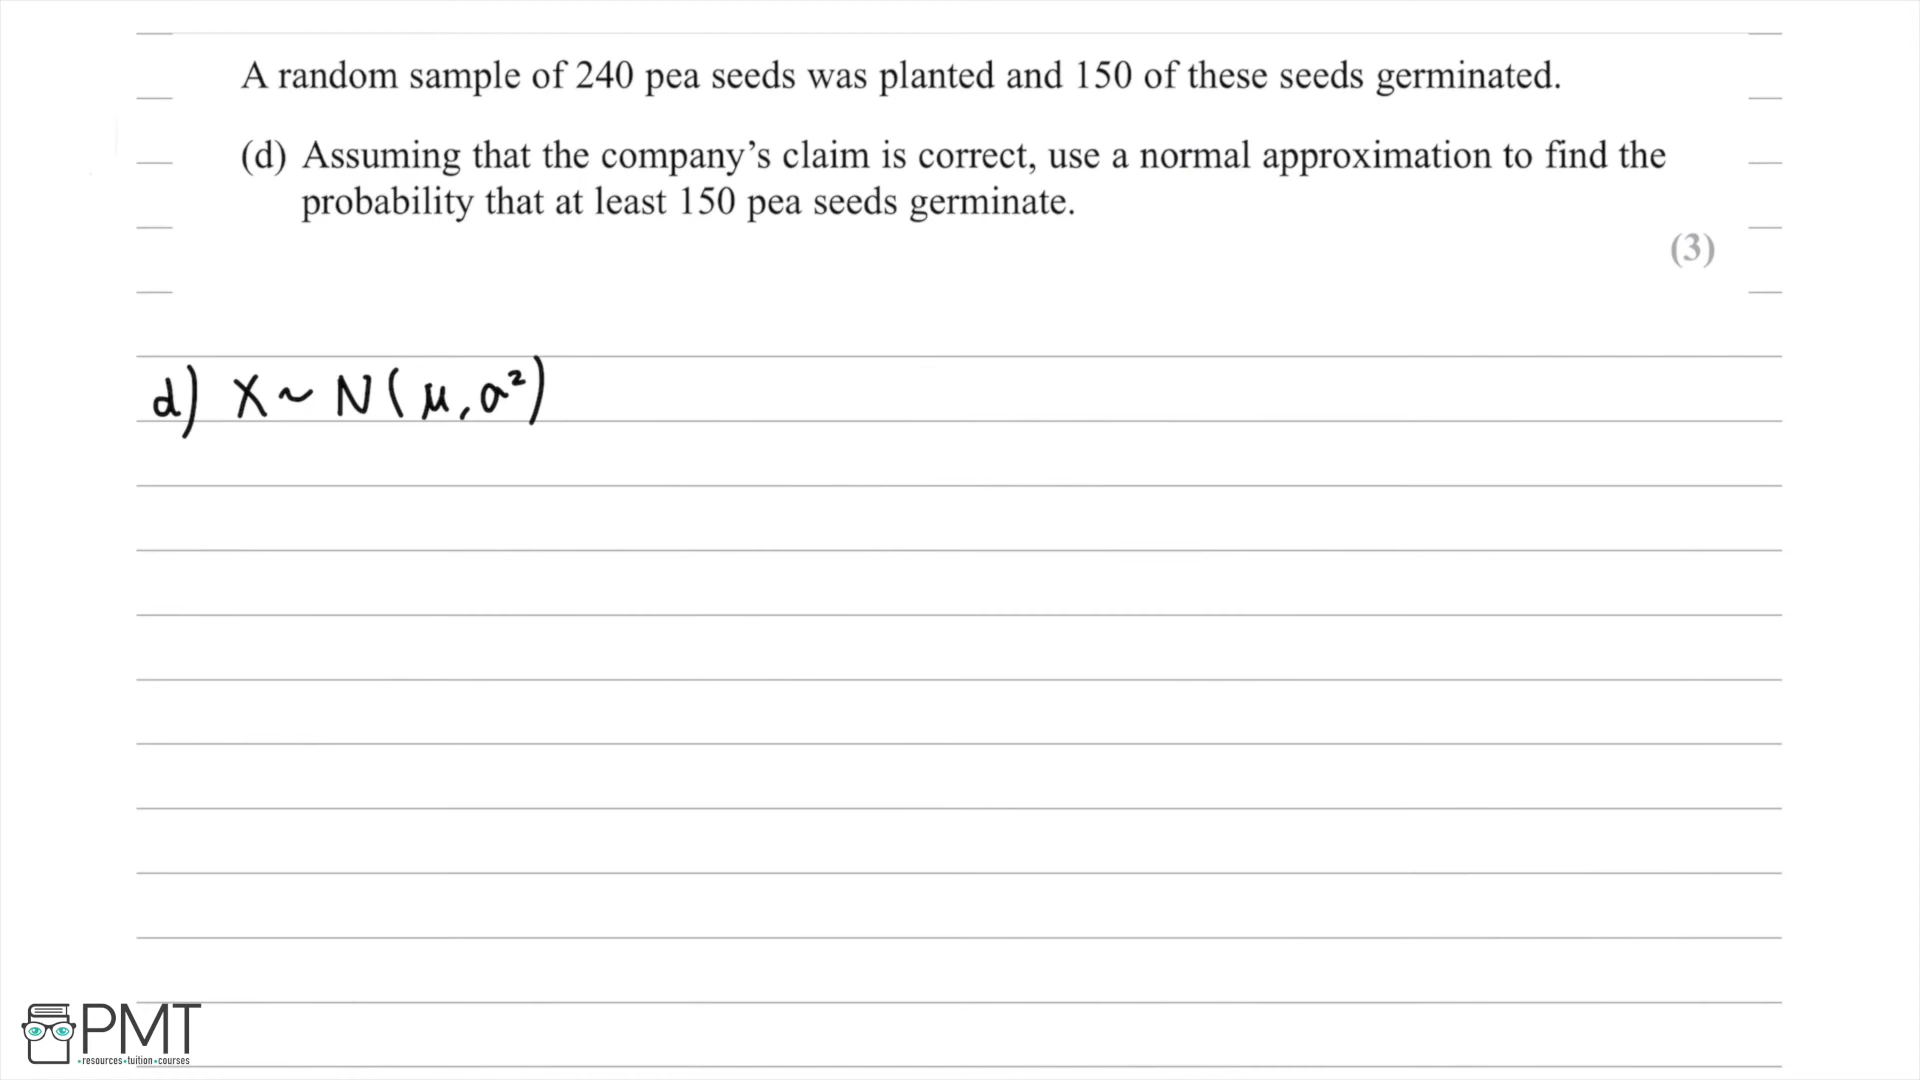 A random sample of 240 pea seeds was planted and 150 of these seeds germinated.
(d) Assuming that the company’s claim is correct, use a normal approximation to find the
probability that at least 150 pea seeds germinate.
(3)
d) X ~ N(μ, σ²)
PMT
•resources•tuition•courses